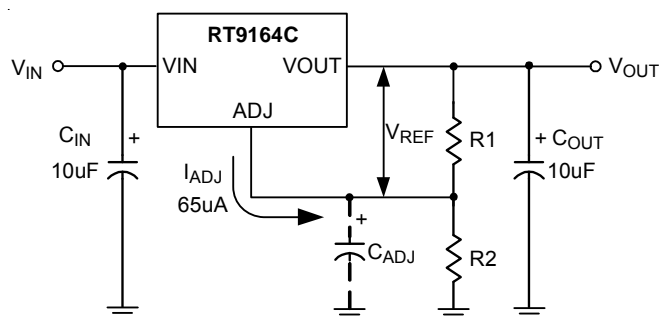 RT9164C
VIN
VIN
VOUT
VOUT
ADJ
CIN
+
10uF
VREF
R1
+ COUT
10uF
IADJ
65uA
+
CADJ
R2